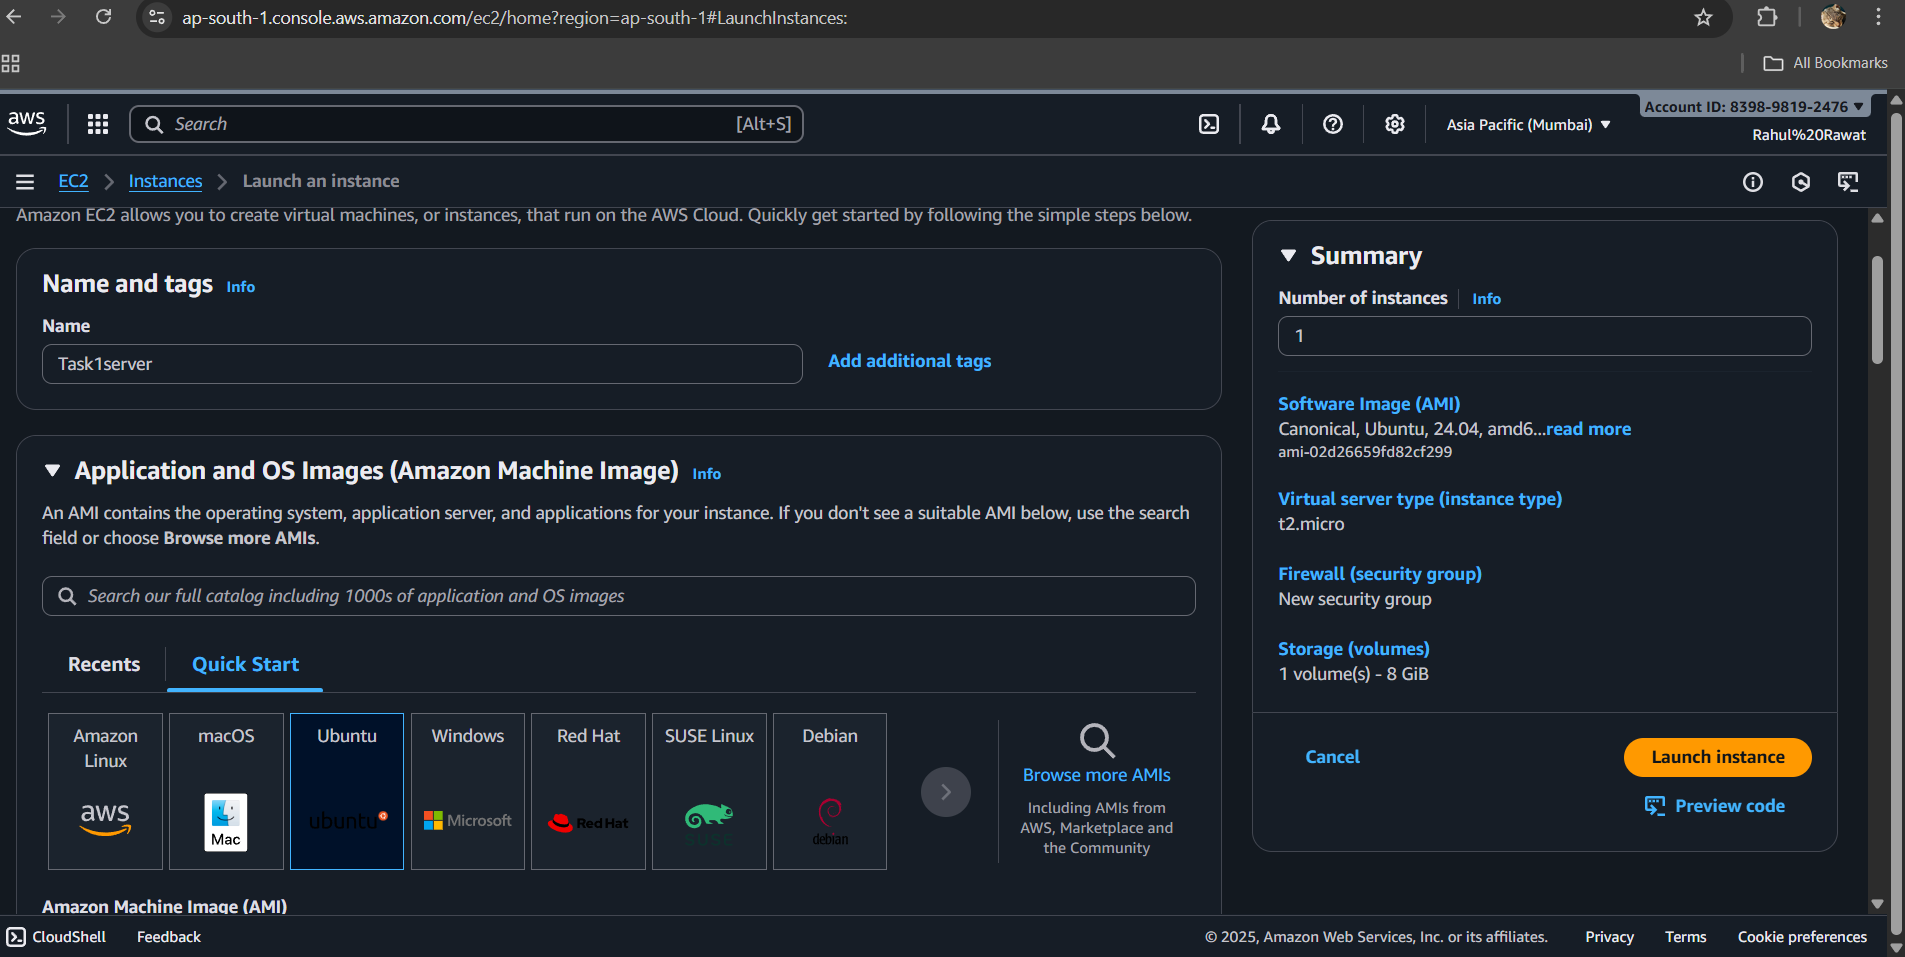 ap-south-1.console.aws.amazon.com/ec2/home?region=ap-south-1#LaunchInstances:
All Bookmarks
aws
Search
[Alt+S]
Asia Pacific (Mumbai)
Account ID: 8398-9819-2476
Rahul%20Rawat
EC2
Instances
Launch an instance
Amazon EC2 allows you to create virtual machines, or instances, that run on the AWS Cloud. Quickly get started by following the simple steps below.
Name and tags
Info
Name
Task1server
Add additional tags
Application and OS Images (Amazon Machine Image)
Info
An AMI contains the operating system, application server, and applications for your instance. If you don't see a suitable AMI below, use the search
field or choose Browse more AMIs.
Search our full catalog including 1000s of application and OS images
Recents
Quick Start
Amazon
Linux
aws
macOS
Mac
Ubuntu
ubuntu
Windows
Microsoft
Red Hat
RedHat
SUSE Linux
SUSE
Debian
debian
Browse more AMIs
Including AMIs from
AWS, Marketplace and
the Community
Amazon Machine Image (AMI)
Summary
Number of instances
Info
1
Software Image (AMI)
Canonical, Ubuntu, 24.04, amd6...read more
ami-02d26659fd82cf299
Virtual server type (instance type)
t2.micro
Firewall (security group)
New security group
Storage (volumes)
1 volume(s) - 8 GiB
Cancel
Launch instance
Preview code
CloudShell
Feedback
© 2025, Amazon Web Services, Inc. or its affiliates.
Privacy
Terms
Cookie preferences